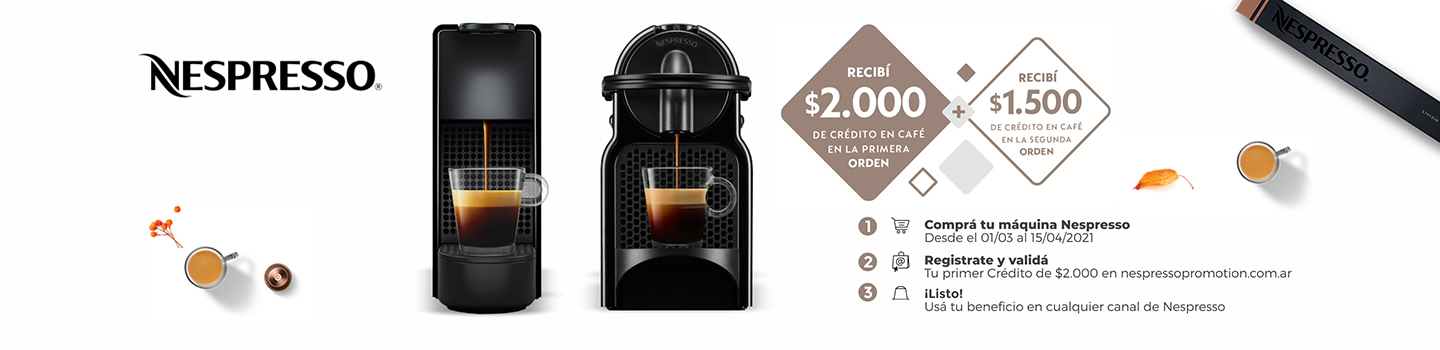 NESPRESSO®
NESPRESSO
RECIBÍ
$2.000
DE CRÉDITO EN CAFÉ
EN LA PRIMERA
ORDEN
+
RECIBÍ
$1.500
DE CRÉDITO EN CAFÉ
EN LA SEGUNDA
ORDEN
NESPRESSO®
1 Comprá tu máquina Nespresso
Desde el 01/03 al 15/04/2021
2 Registrate y validá
Tu primer Crédito de $2.000 en nespressopromotion.com.ar
3 ¡Listo!
Usá tu beneficio en cualquier canal de Nespresso